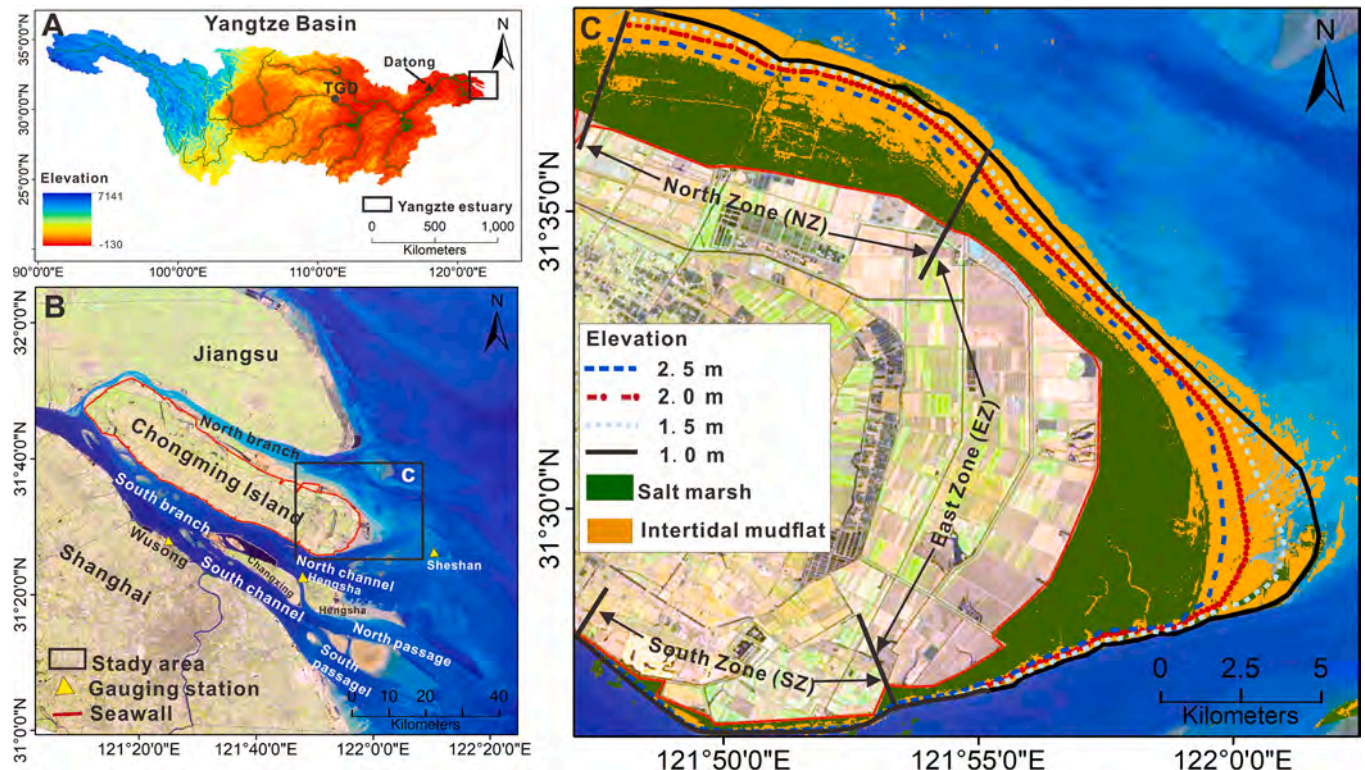 A
Yangtze Basin
N
Datong
TGD
35°0'0"N
30°0'0"N
25°0'0"N
Elevation
7141
-130
Yangtze estuary
0 500 1,000
Kilometers
90°0'0"E 100°0'0"E 110°0'0"E 120°0'0"E
B
N
Jiangsu
North branch
Chongming Island
C
South branch
Wusong
Changxing
North channel
Hengsha
Sheshan
Shanghai
South channel
Hengsha
North passage
South passagel
32°0'0"N
31°40'0"N
31°20'0"N
31°0'0"N
Stady area
Gauging station
Seawall
0 10 20 40
Kilometers
121°20'0"E 121°40'0"E 122°0'0"E 122°20'0"E
C
N
North Zone (NZ)
East Zone (EZ)
South Zone (SZ)
31°35'0"N
31°30'0"N
Elevation
2.5 m
2.0 m
1.5 m
1.0 m
Salt marsh
Intertidal mudflat
0 2.5 5
Kilometers
121°50'0"E 121°55'0"E 122°0'0"E